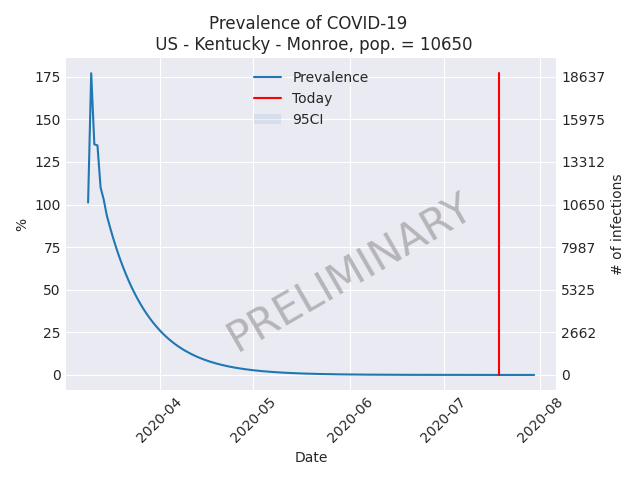 Prevalence of COVID-19
US - Kentucky - Monroe, pop. = 10650
Prevalence
Today
95CI
175
150
125
100
75
50
25
0
%
18637
15975
13312
10650
7987
5325
2662
0
# of infections
PRELIMINARY
2020-04
2020-05
2020-06
2020-07
2020-08
Date